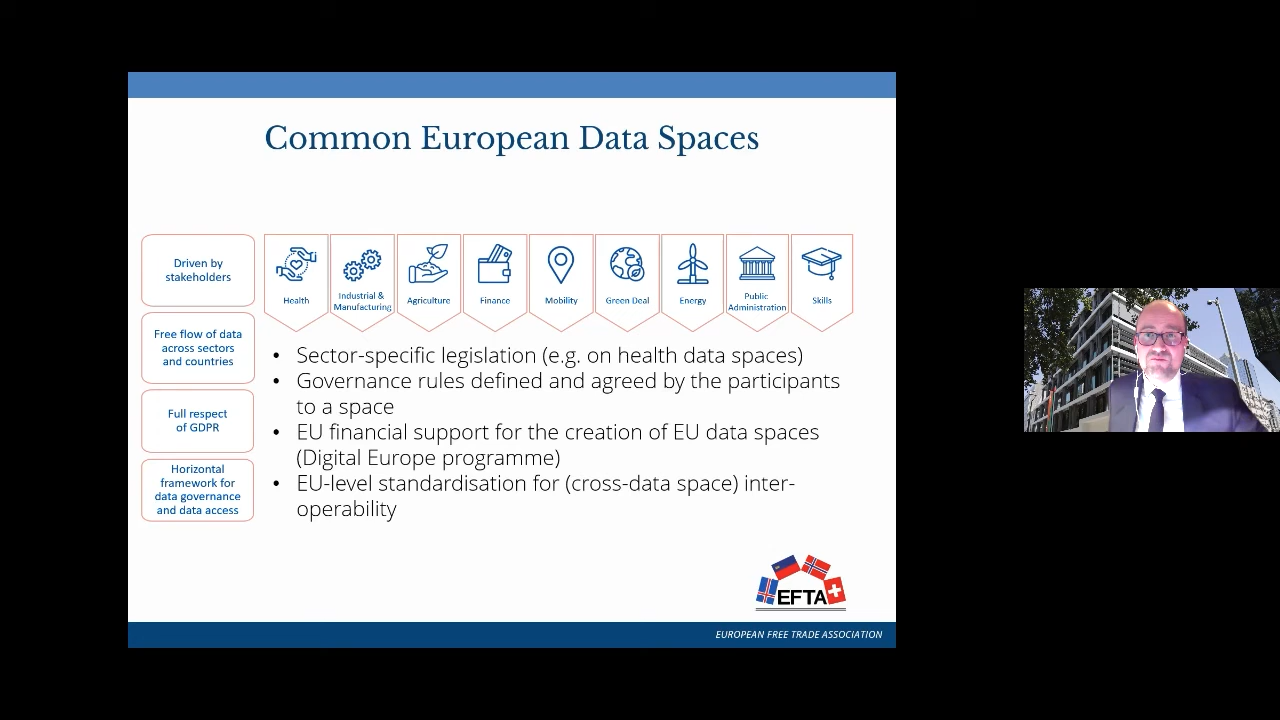 Common European Data Spaces
Driven by
stakeholders
Free flow of data
across sectors
and countries
Full respect
of GDPR
Horizontal
framework for
data governance
and data access
Health
Industrial &
Manufacturing
Agriculture
Finance
Mobility
Green Deal
Energy
Public
Administration
Skills
• Sector-specific legislation (e.g. on health data spaces)
• Governance rules defined and agreed by the participants
to a space
• EU financial support for the creation of EU data spaces
(Digital Europe programme)
• EU-level standardisation for (cross-data space) inter-
operability
EFTA
EUROPEAN FREE TRADE ASSOCIATION